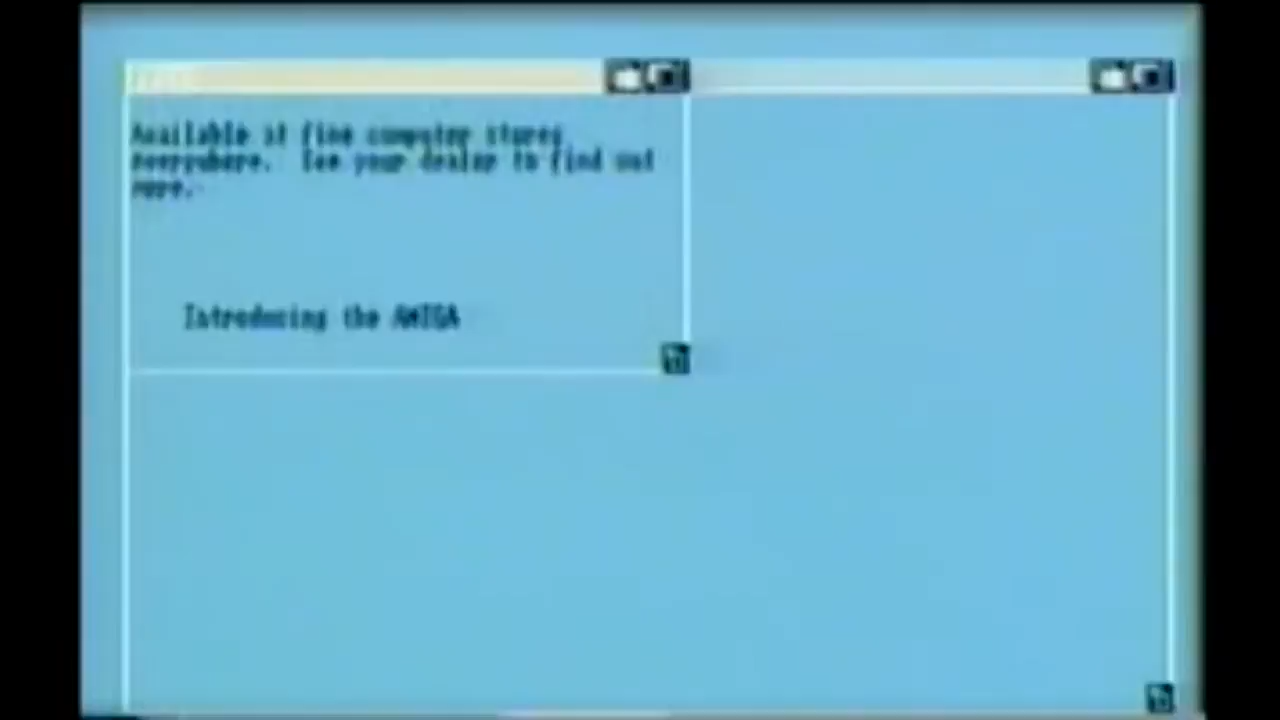 Available at fine computer stores
everywhere.  See your dealer to find out
more.
Introducing the AMIGA